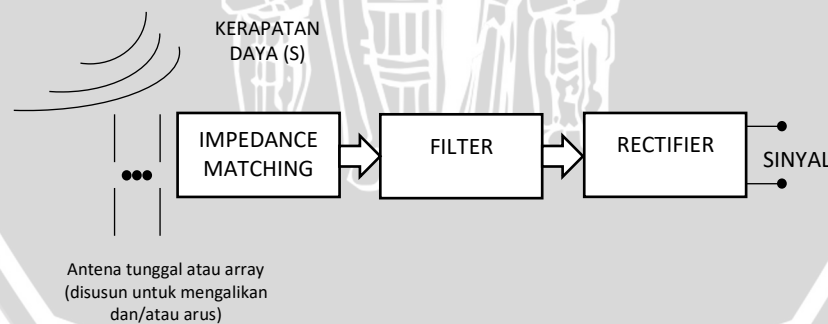 KERAPATAN
DAYA (S)
IMPEDANCE
MATCHING
FILTER
RECTIFIER
SINYAL
Antena tunggal atau array
(disusun untuk mengalikan
dan/atau arus)